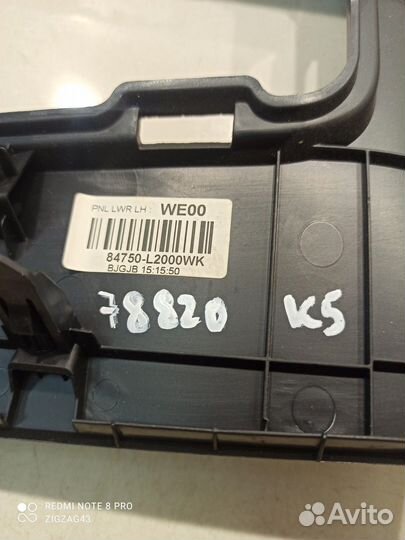 PNL LWR LH : WE00
84750-L2000WK
BJGJB 15:15:50
78820 K5
REDMI NOTE 8 PRO
ZIGZAG43
Avito